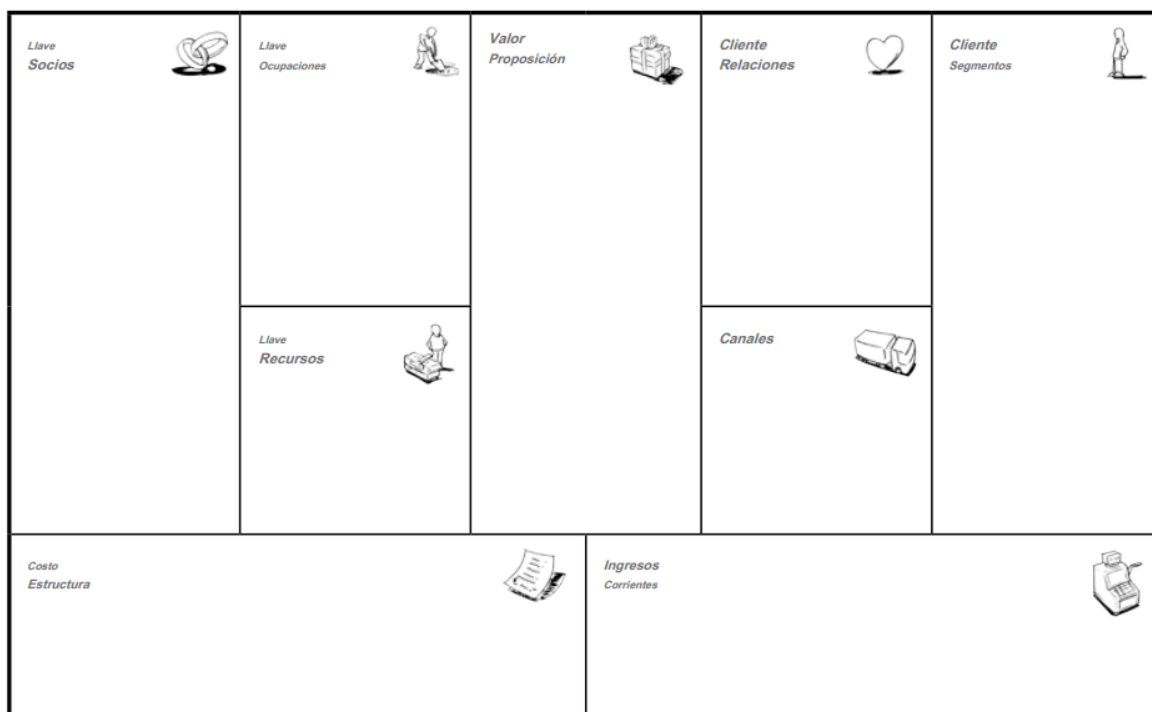 Llave
Socios
Llave
Ocupaciones
Valor
Proposición
Cliente
Relaciones
Cliente
Segmentos
Llave
Recursos
Canales
Costo
Estructura
Ingresos
Corrientes